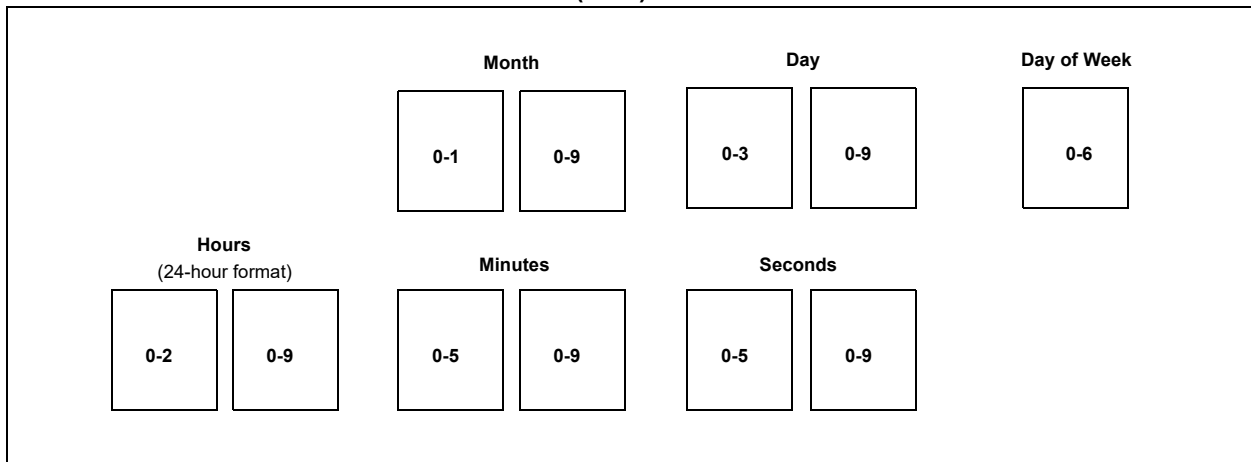 Month Day Day of Week
0-1 0-9 0-3 0-9 0-6
Hours
(24-hour format) Minutes Seconds
0-2 0-9 0-5 0-9 0-5 0-9